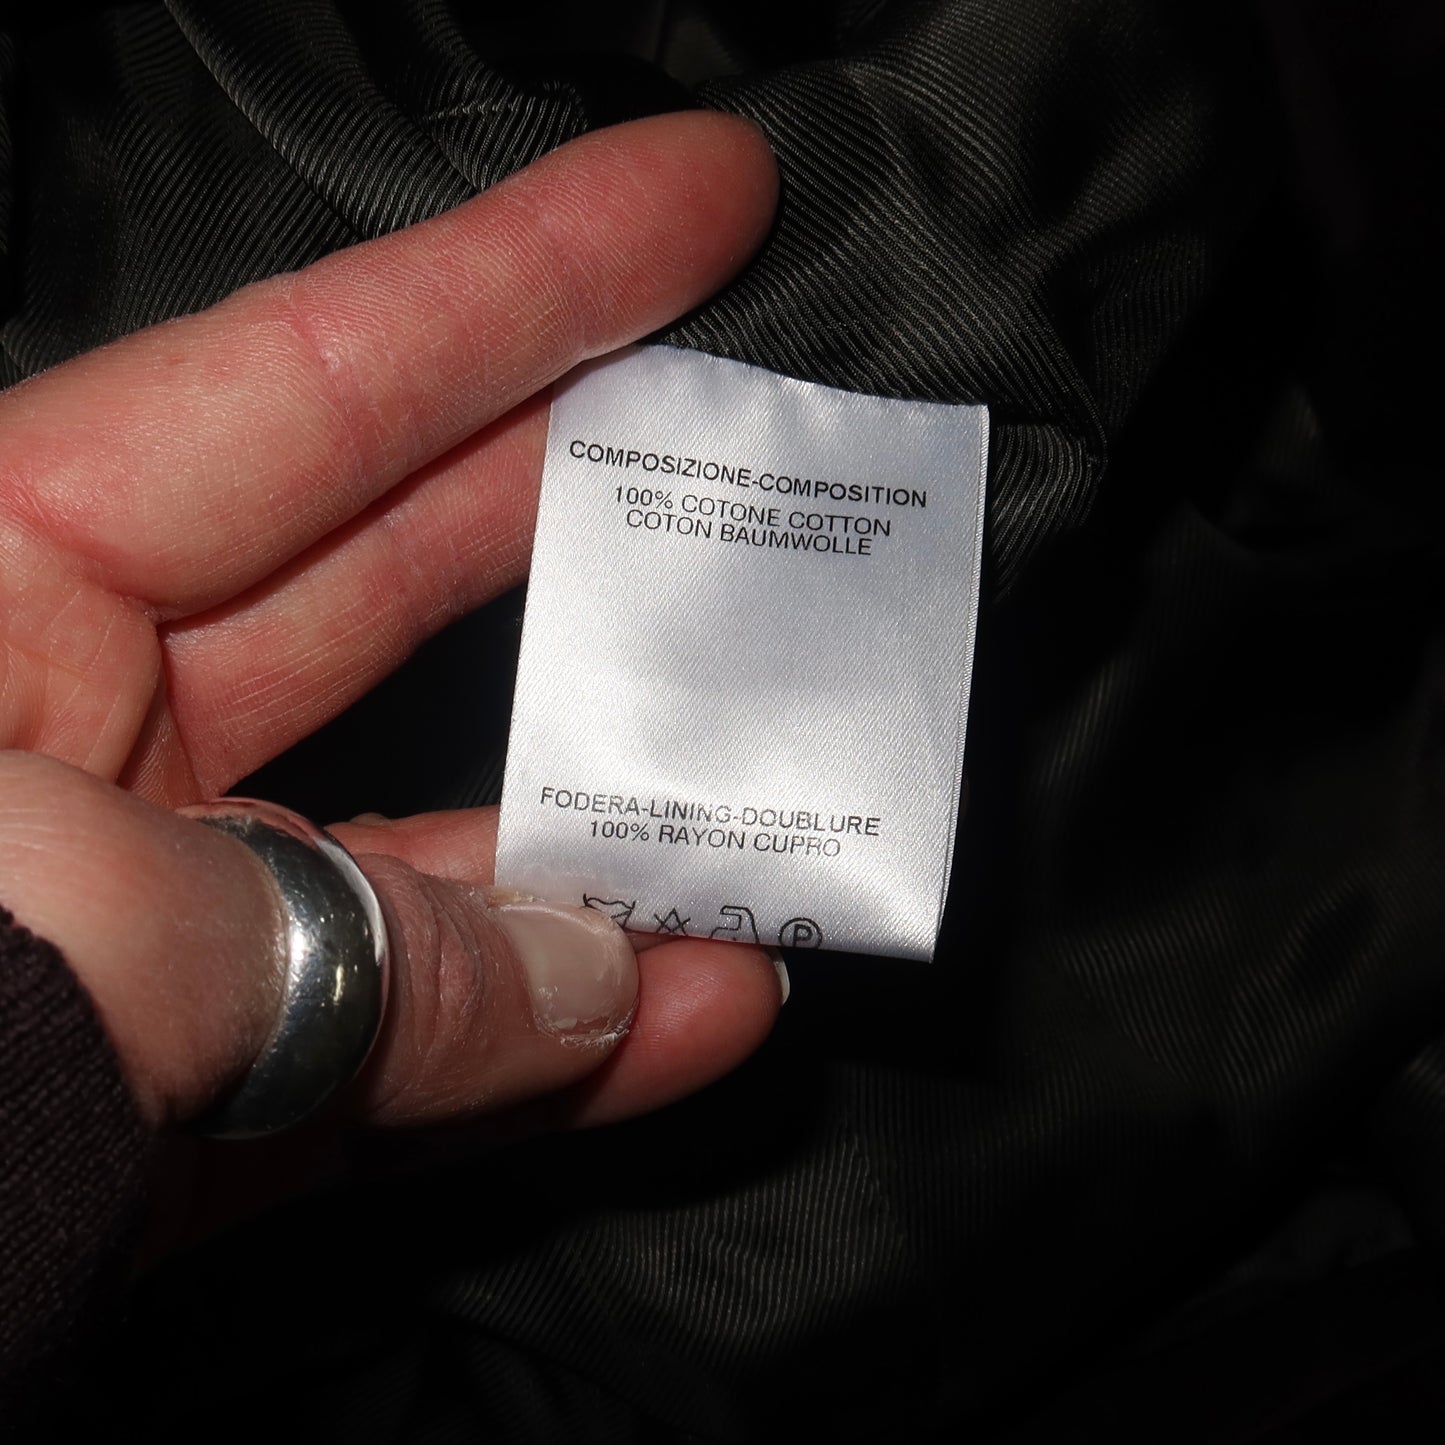 COMPOSIZIONE-COMPOSITION
100% COTONE COTTON
COTON BAUMWOLLE
FODERA-LINING-DOUBLURE
100% RAYON CUPRO
P